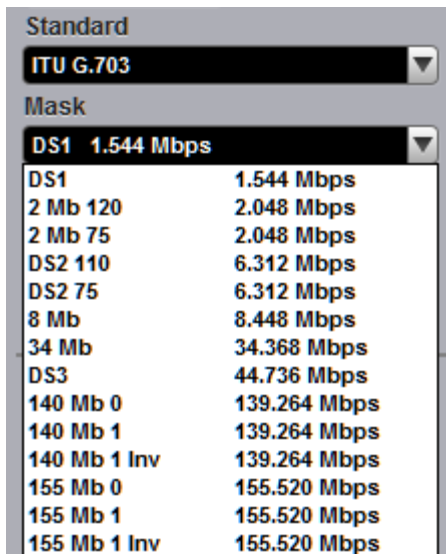 Standard
ITU G.703
Mask
DS1 1.544 Mbps
DS1 1.544 Mbps
2 Mb 120 2.048 Mbps
2 Mb 75 2.048 Mbps
DS2 110 6.312 Mbps
DS2 75 6.312 Mbps
8 Mb 8.448 Mbps
34 Mb 34.368 Mbps
DS3 44.736 Mbps
140 Mb 0 139.264 Mbps
140 Mb 1 139.264 Mbps
140 Mb 1 Inv 139.264 Mbps
155 Mb 0 155.520 Mbps
155 Mb 1 155.520 Mbps
155 Mb 1 Inv 155.520 Mbps